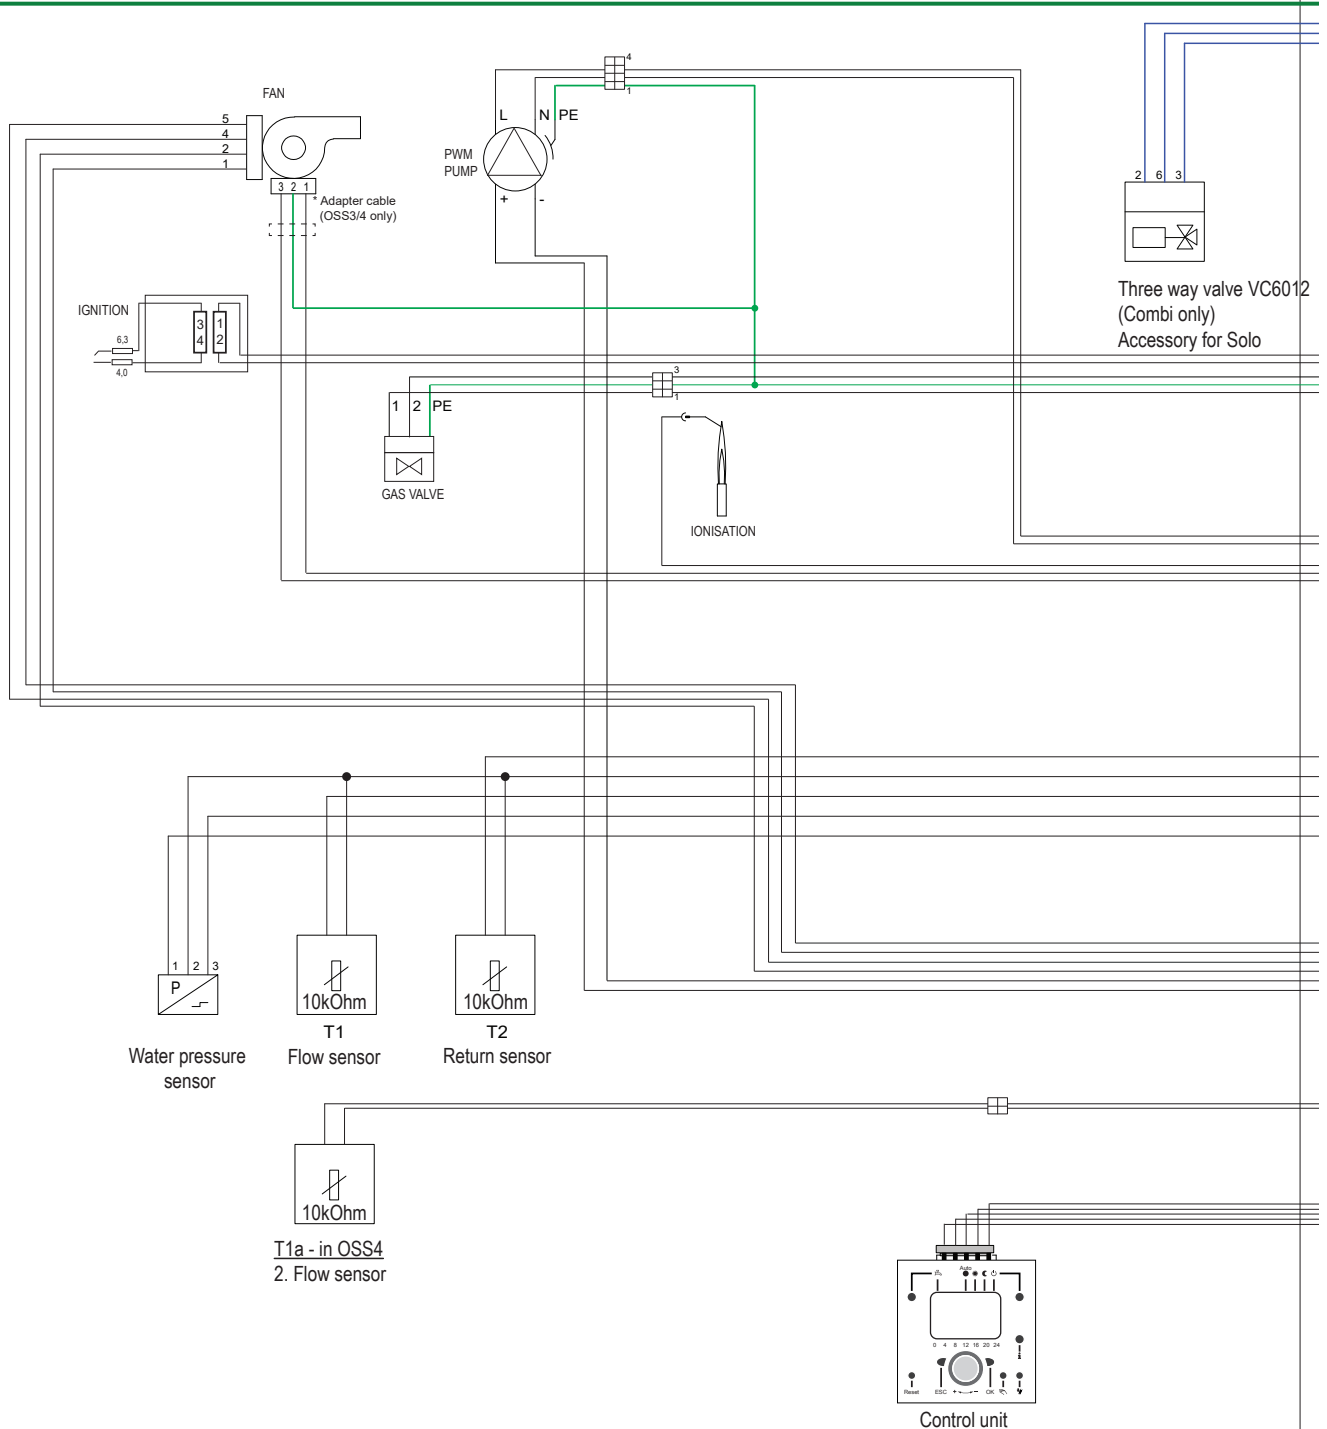 FAN
5
4
2
1
3 2 1
* Adapter cable
(OSS3/4 only)
4
1
L N PE
PWM
PUMP
+ -
2 6 3
Three way valve VC6012
(Combi only)
Accessory for Solo
IGNITION
6,3
4,0
3
4
1
2
3
1
1 2 PE
GAS VALVE
IONISATION
1 2 3
P
Water pressure
sensor
10kOhm
T1
Flow sensor
10kOhm
T2
Return sensor
10kOhm
T1a - in OSS4
2. Flow sensor
Auto
0 4 8 12 16 20 24
i
Reset ESC + - OK
Control unit